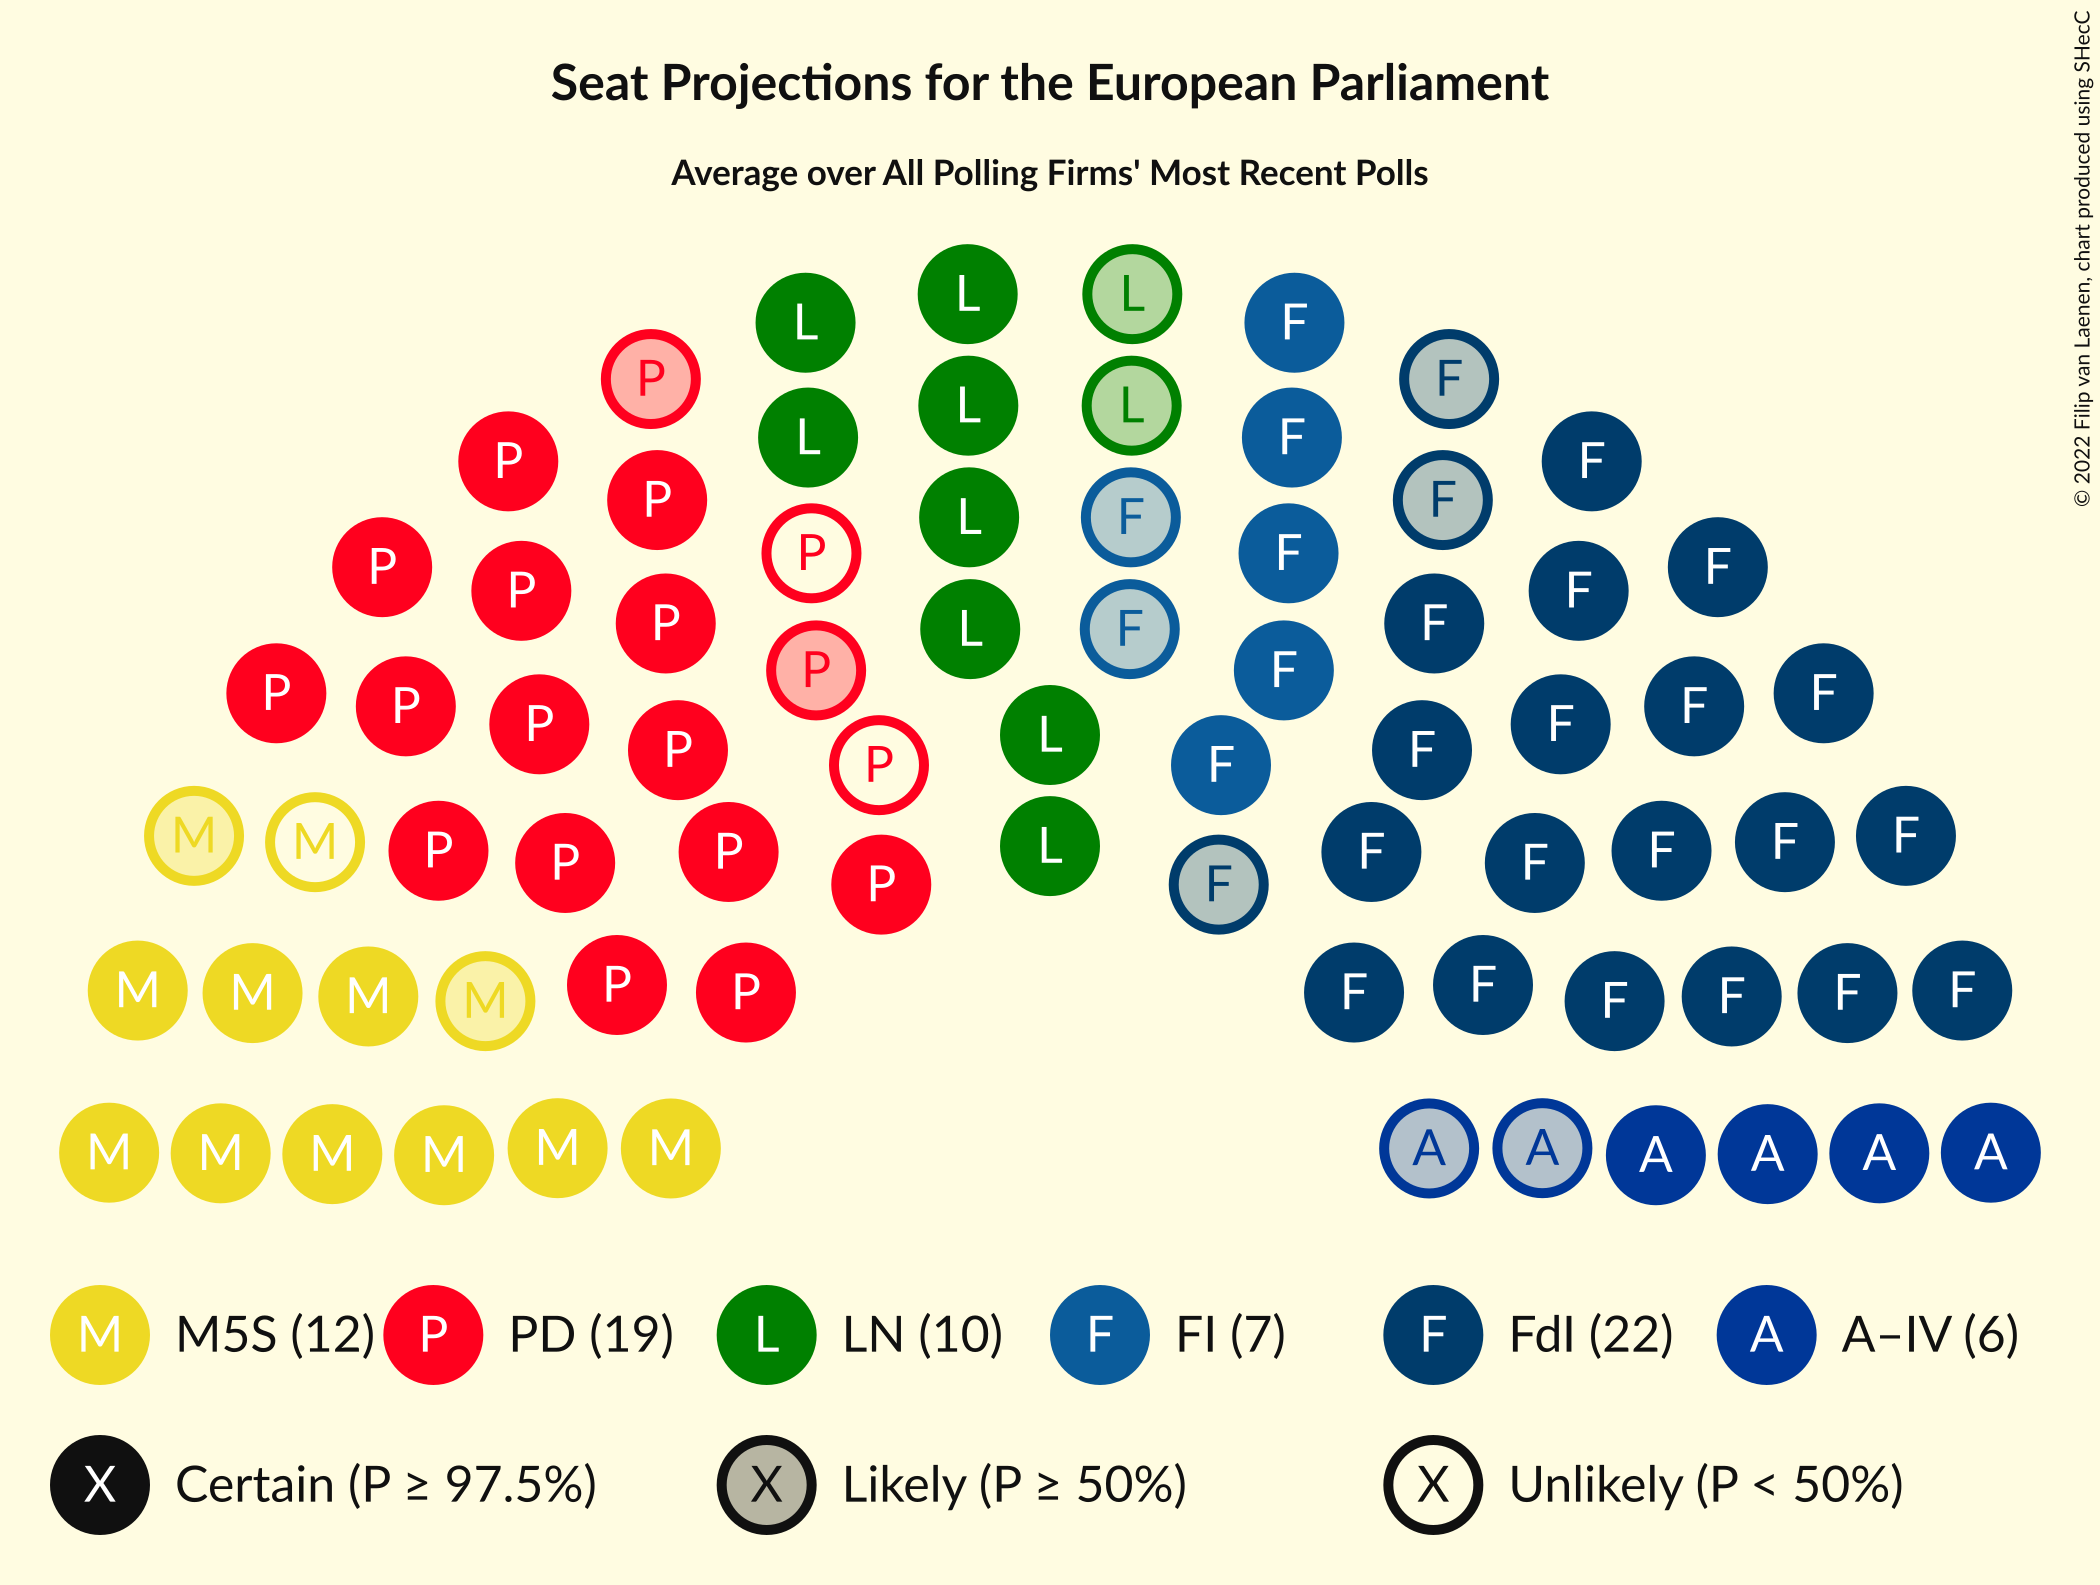 Seat Projections for the European Parliament
Average over All Polling Firms' Most Recent Polls
© 2022 Filip van Laenen, chart produced using SHecC
L L
L F
L F
P F
P L L F
L F
P P F F
P L F F
P F
P P F F
P P F F
L F
P P F F
P P F F
P L F
P P F F
M M F F
L
P P P F F F
P F
M M M F F F
M P P F F F
M M M M M M A A A A A A
M M5S (12) P PD (19) L LN (10) F FI (7) F FdI (22) A A–IV (6)
X Certain (P ≥ 97.5%) X Likely (P ≥ 50%) X Unlikely (P < 50%)